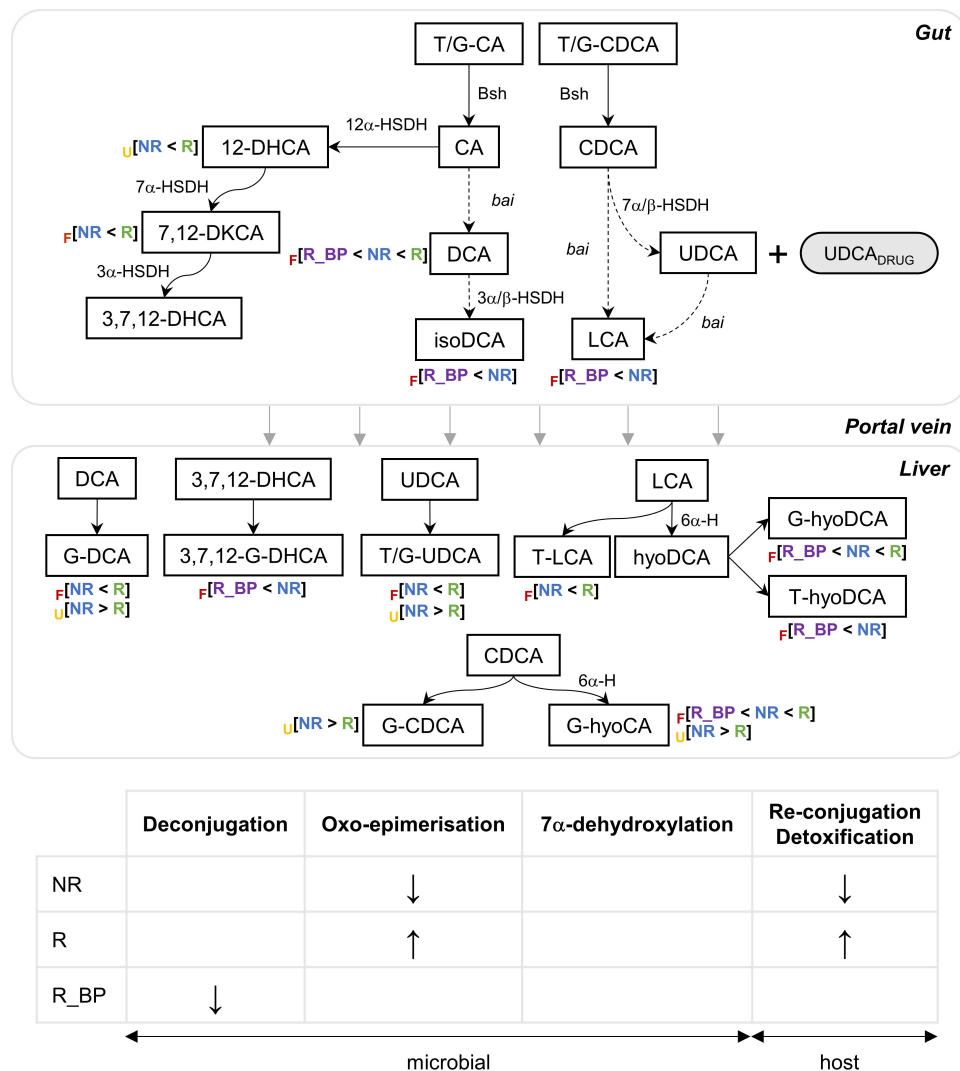 Gut
T/G-CA
T/G-CDCA
Bsh
Bsh
12α-HSDH
U[NR < R]
12-DHCA
CA
CDCA
7α-HSDH
bai
7α/β-HSDH
F[NR < R]
7,12-DKCA
F[R_BP < NR < R]
DCA
bai
UDCA
+
UDCADRUG
3α-HSDH
3α/β-HSDH
bai
3,7,12-DHCA
isoDCA
LCA
F[R_BP < NR]
F[R_BP < NR]
Portal vein
Liver
DCA
3,7,12-DHCA
UDCA
LCA
6α-H
G-hyoDCA
F[R_BP < NR < R]
G-DCA
3,7,12-G-DHCA
T/G-UDCA
T-LCA
hyoDCA
F[NR < R]
U[NR > R]
F[R_BP < NR]
F[NR < R]
U[NR > R]
F[NR < R]
T-hyoDCA
F[R_BP < NR]
CDCA
6α-H
U[NR > R]
G-CDCA
G-hyoCA
F[R_BP < NR < R]
U[NR > R]
Deconjugation
Oxo-epimerisation
7α-dehydroxylation
Re-conjugation
Detoxification
NR
↓
↓
R
↑
↑
R_BP
↓
microbial
host